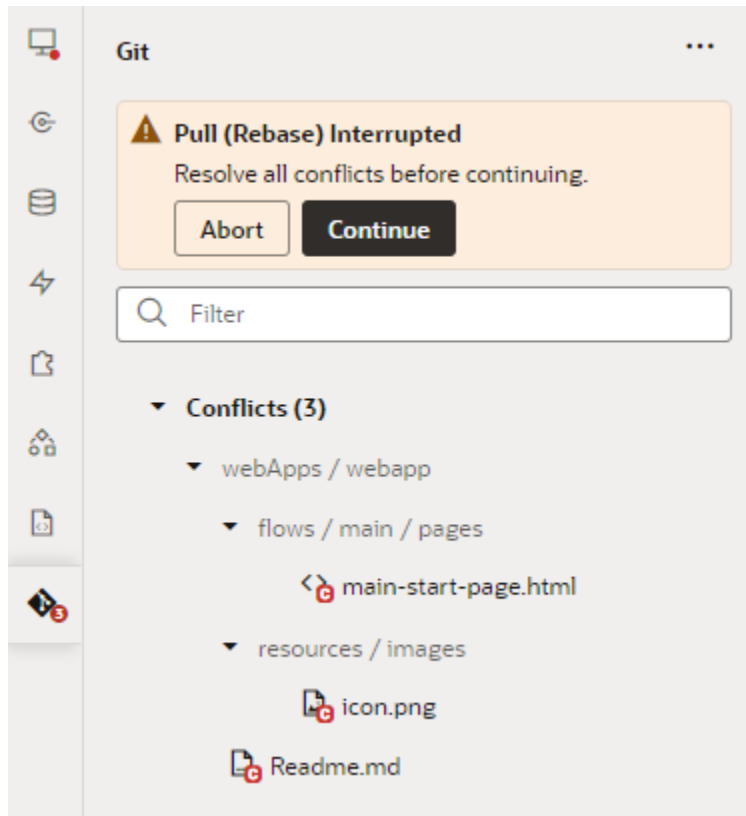 Git
...
Pull (Rebase) Interrupted
Resolve all conflicts before continuing.
Abort Continue
Filter
Conflicts (3)
webApps / webapp
flows / main / pages
C main-start-page.html
3
resources / images
C icon.png
C Readme.md